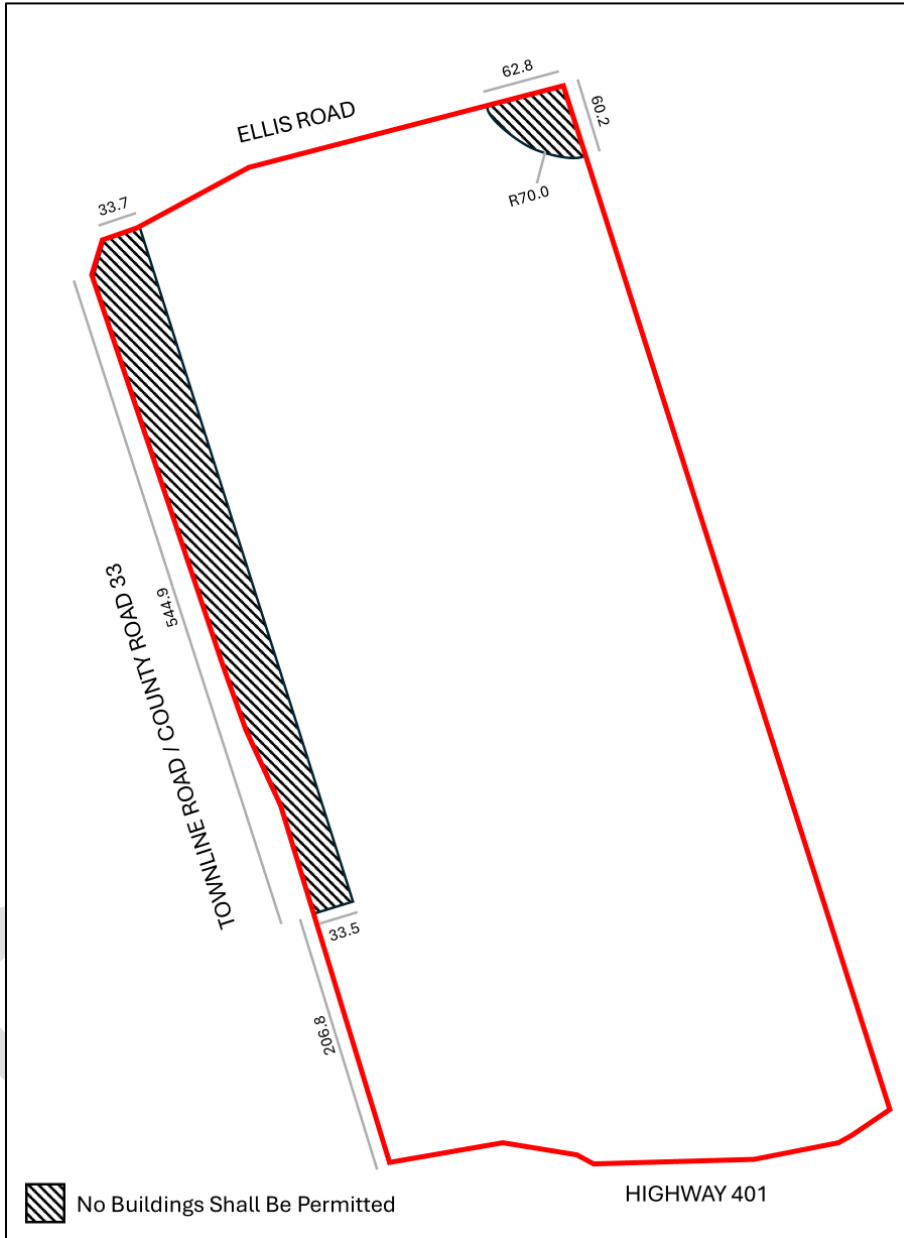 62.8
60.2
ELLIS ROAD
R70.0
33.7
544.9
TOWNLINE ROAD / COUNTY ROAD 33
33.5
206.8
HIGHWAY 401
No Buildings Shall Be Permitted